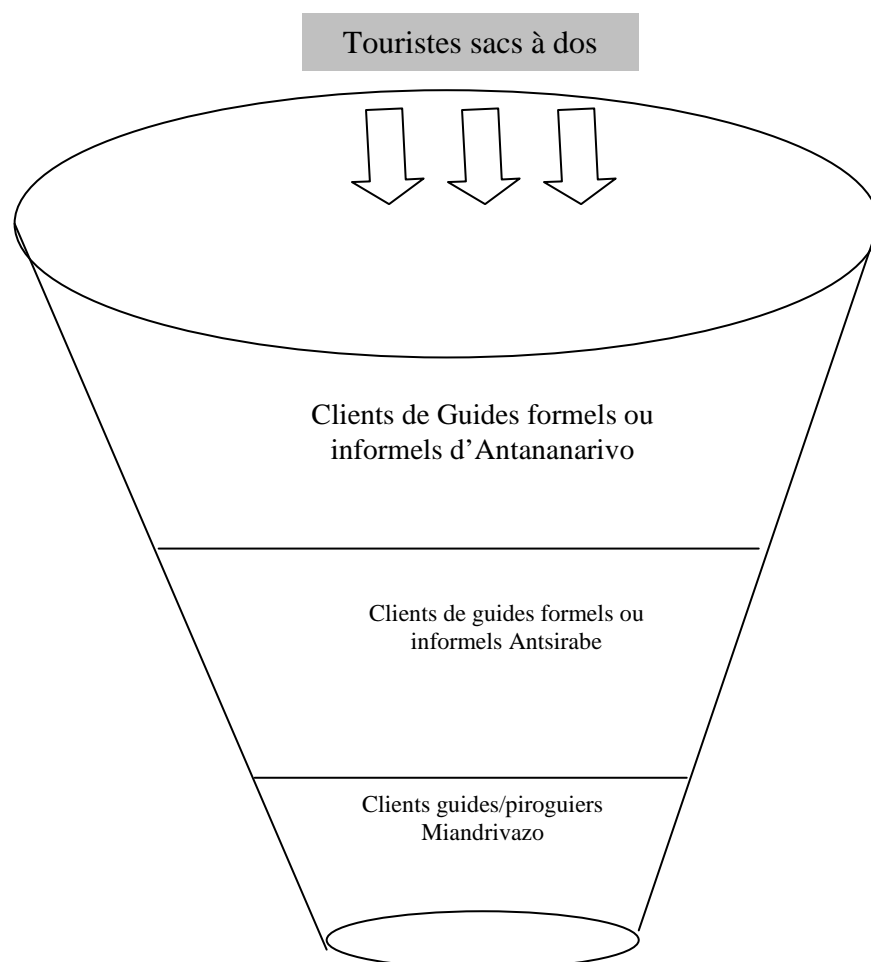 Touristes sacs à dos
Clients de Guides formels ou
informels d’Antananarivo
Clients de guides formels ou
informels Antsirabe
Clients guides/piroguiers
Miandrivazo